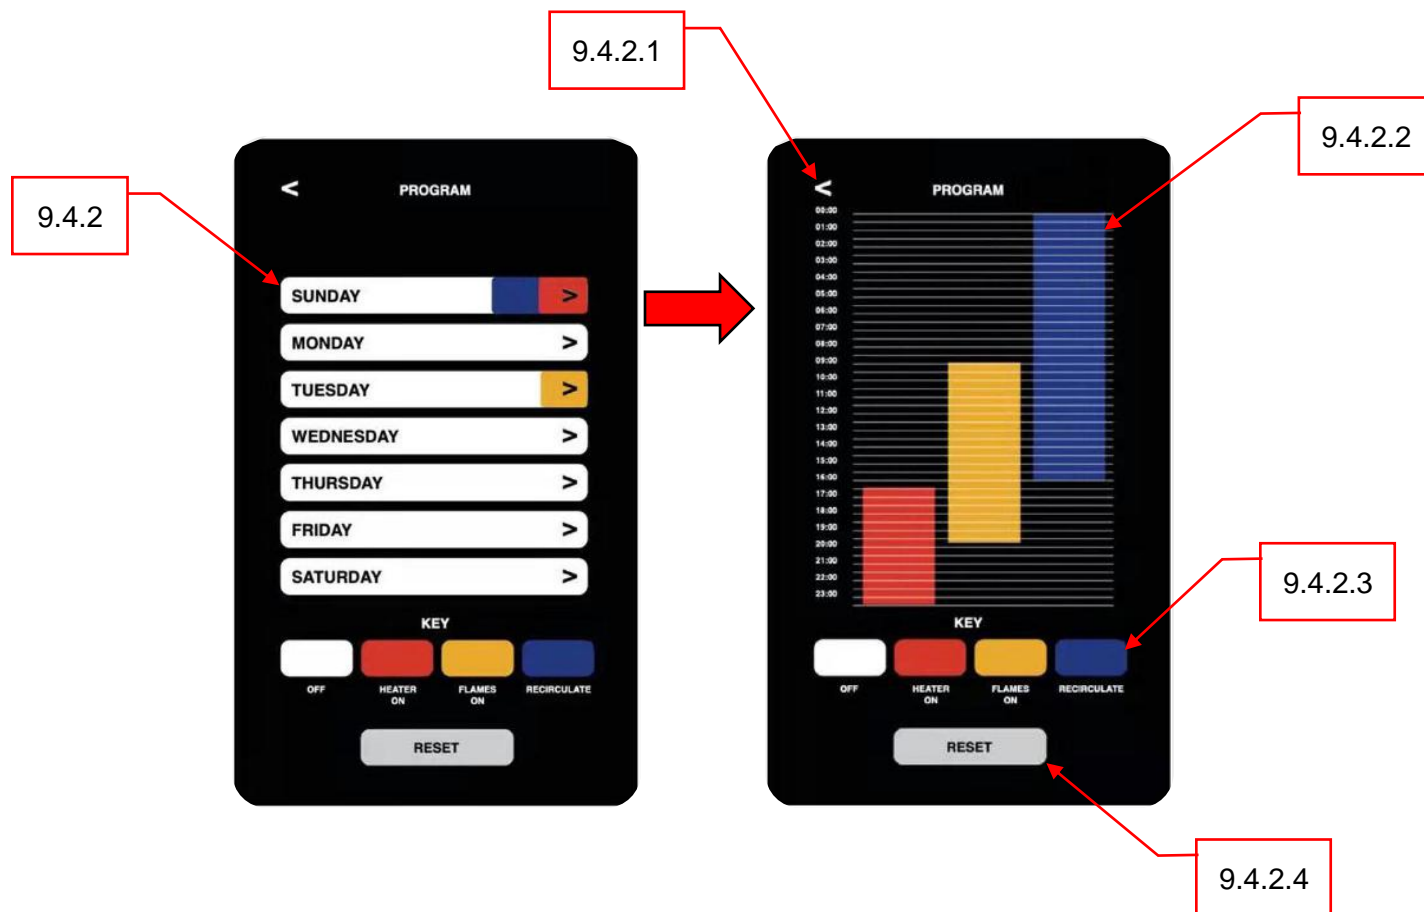 9.4.2.1
9.4.2.2
9.4.2
< PROGRAM
SUNDAY >
MONDAY >
TUESDAY >
WEDNESDAY >
THURSDAY >
FRIDAY >
SATURDAY >
KEY
OFF HEATER ON FLAMES ON RECIRCULATE
RESET
< PROGRAM
00:00
01:00
02:00
03:00
04:00
05:00
06:00
07:00
08:00
09:00
10:00
11:00
12:00
13:00
14:00
15:00
16:00
17:00
18:00
19:00
20:00
21:00
22:00
23:00
KEY
OFF HEATER ON FLAMES ON RECIRCULATE
RESET
9.4.2.3
9.4.2.4